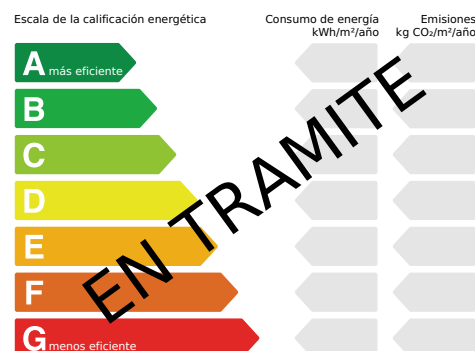 Escala de la calificación energética
Consumo de energía
kWh/m²/año
Emisiones
kg CO₂/m²/año
A más eficiente
B
C
D
E
F
G menos eficiente
EN TRAMITE